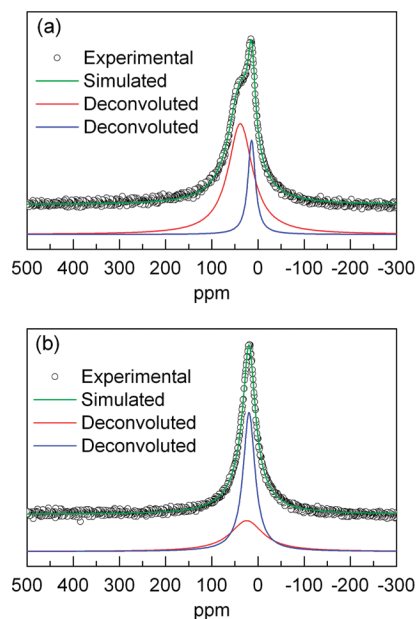 (a)
Experimental
Simulated
Deconvoluted
Deconvoluted
500 400 300 200 100 0 -100 -200 -300
ppm
(b)
Experimental
Simulated
Deconvoluted
Deconvoluted
500 400 300 200 100 0 -100 -200 -300
ppm